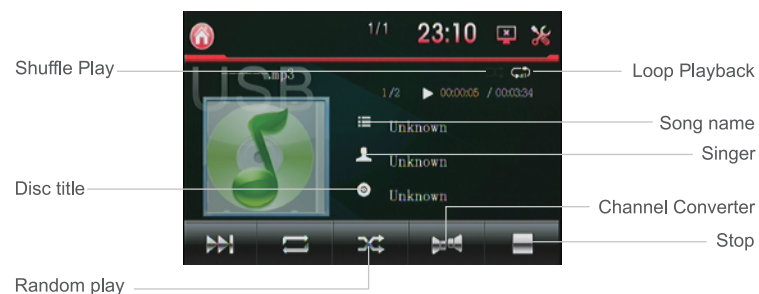 1/1 23:10
Shuffle Play
.mp3
Loop Playback
USB
1/2 00:00:05 / 00:03:34
Unknown
Song name
Unknown
Singer
Disc title
Unknown
Channel Converter
Stop
Random play